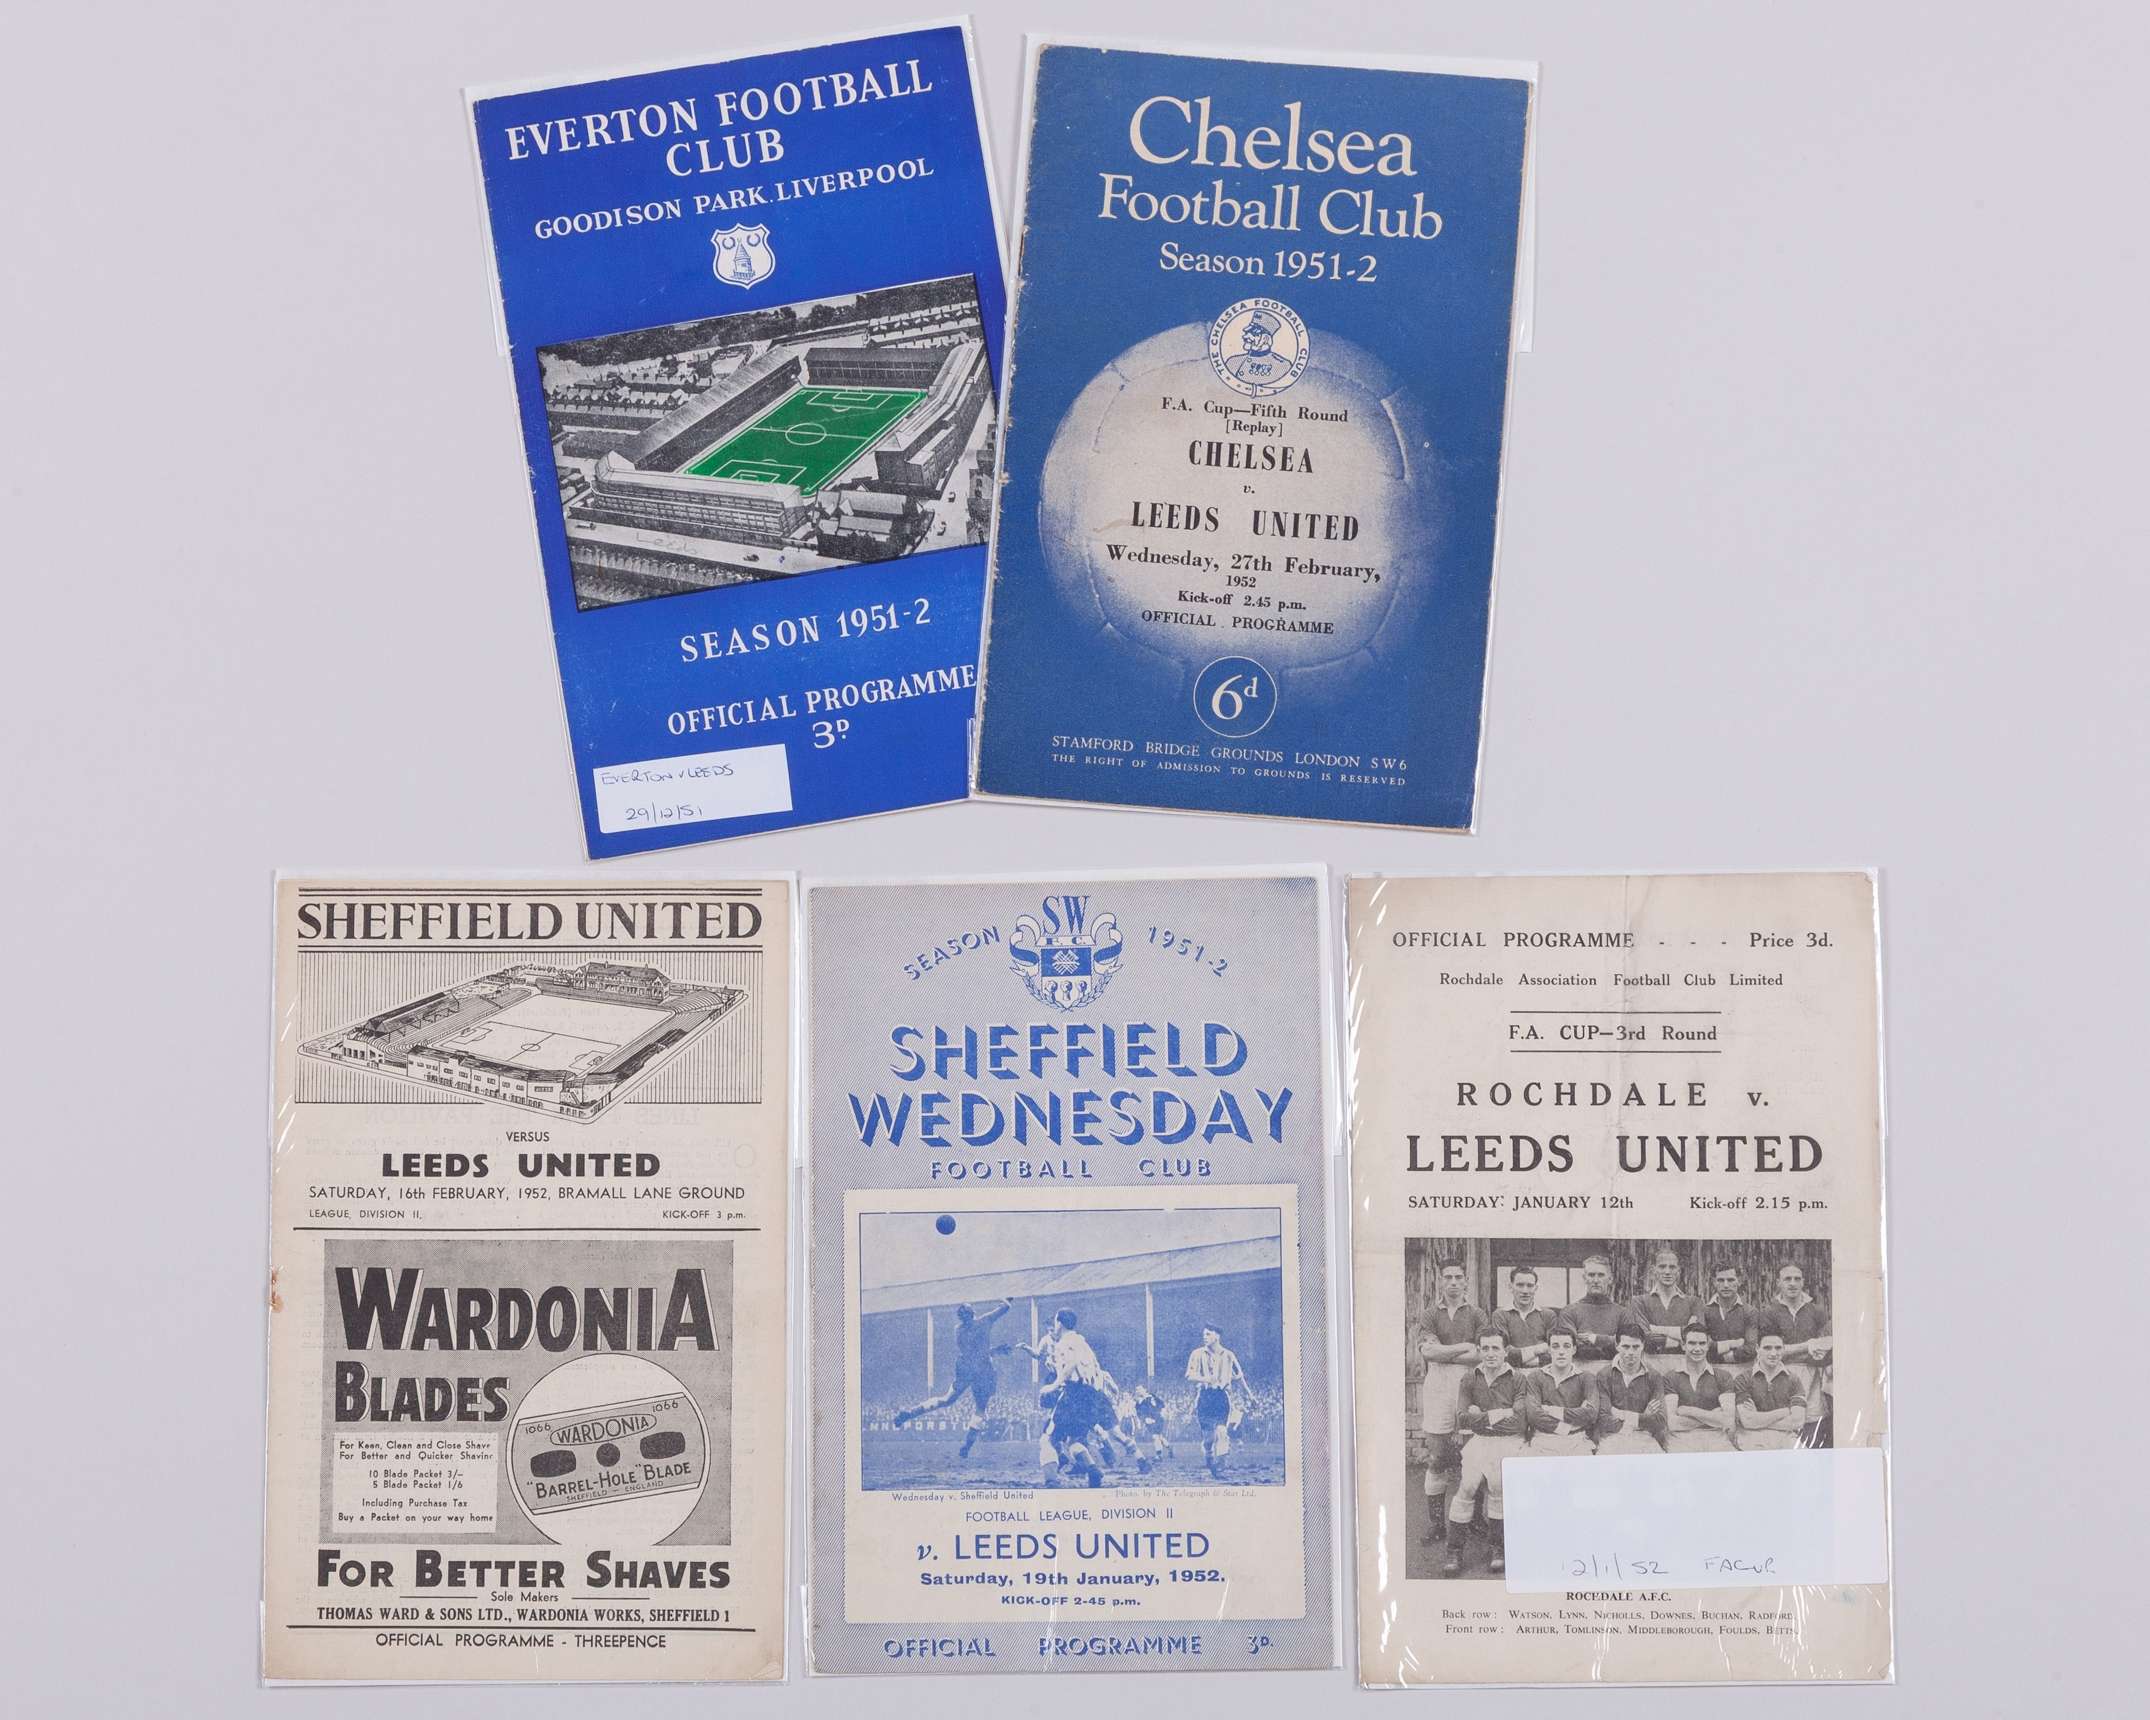 EVERTON FOOTBALL
CLUB
GOODISON PARK. LIVERPOOL
Leeds
SEASON 1951-2
OFFICIAL PROGRAMME
3D.
EVERTON v LEEDS
29/12/51
Chelsea
Football Club
Season 1951-2
THE CHELSEA FOOTBALL CLUB
F.A. Cup—Fifth Round
[Replay]
CHELSEA
v.
LEEDS UNITED
Wednesday, 27th February,
1952
Kick-off 2.45 p.m.
OFFICIAL PROGRAMME
6d
STAMFORD BRIDGE GROUNDS LONDON SW6
THE RIGHT OF ADMISSION TO GROUNDS IS RESERVED
SHEFFIELD UNITED
VERSUS
LEEDS UNITED
SATURDAY, 16th FEBRUARY, 1952, BRAMALL LANE GROUND
LEAGUE, DIVISION II. KICK-OFF 3 p.m.
WARDONIA
BLADES
For Keen, Clean and Close Shave
For Better and Quicker Shaving
10 Blade Packet 3/-
5 Blade Packet 1/6
Including Purchase Tax
Buy a Packet on your way home
1066 WARDONIA 1066
"BARREL-HOLE" BLADE
SHEFFIELD - ENGLAND
FOR BETTER SHAVES
Sole Makers
THOMAS WARD & SONS LTD., WARDONIA WORKS, SHEFFIELD 1
OFFICIAL PROGRAMME - THREEPENCE
SEASON 1951-2
SW
F.C.
SHEFFIELD
WEDNESDAY
FOOTBALL CLUB
Wednesday v. Sheffield United Photo. by The Telegraph & Star Ltd.
FOOTBALL LEAGUE, DIVISION II
v. LEEDS UNITED
Saturday, 19th January, 1952.
KICK-OFF 2-45 p.m.
OFFICIAL PROGRAMME 3D.
OFFICIAL PROGRAMME - - - Price 3d.
Rochdale Association Football Club Limited
F.A. CUP—3rd Round
ROCHDALE v.
LEEDS UNITED
SATURDAY: JANUARY 12th Kick-off 2.15 p.m.
12/1/52 FACUP
ROCHDALE A.F.C.
Back row: WATSON, LYNN, NICHOLLS, DOWNES, BUCHAN, RADFORD.
Front row: ARTHUR, TOMLINSON, MIDDLEBOROUGH, FOULDS, BETTS.